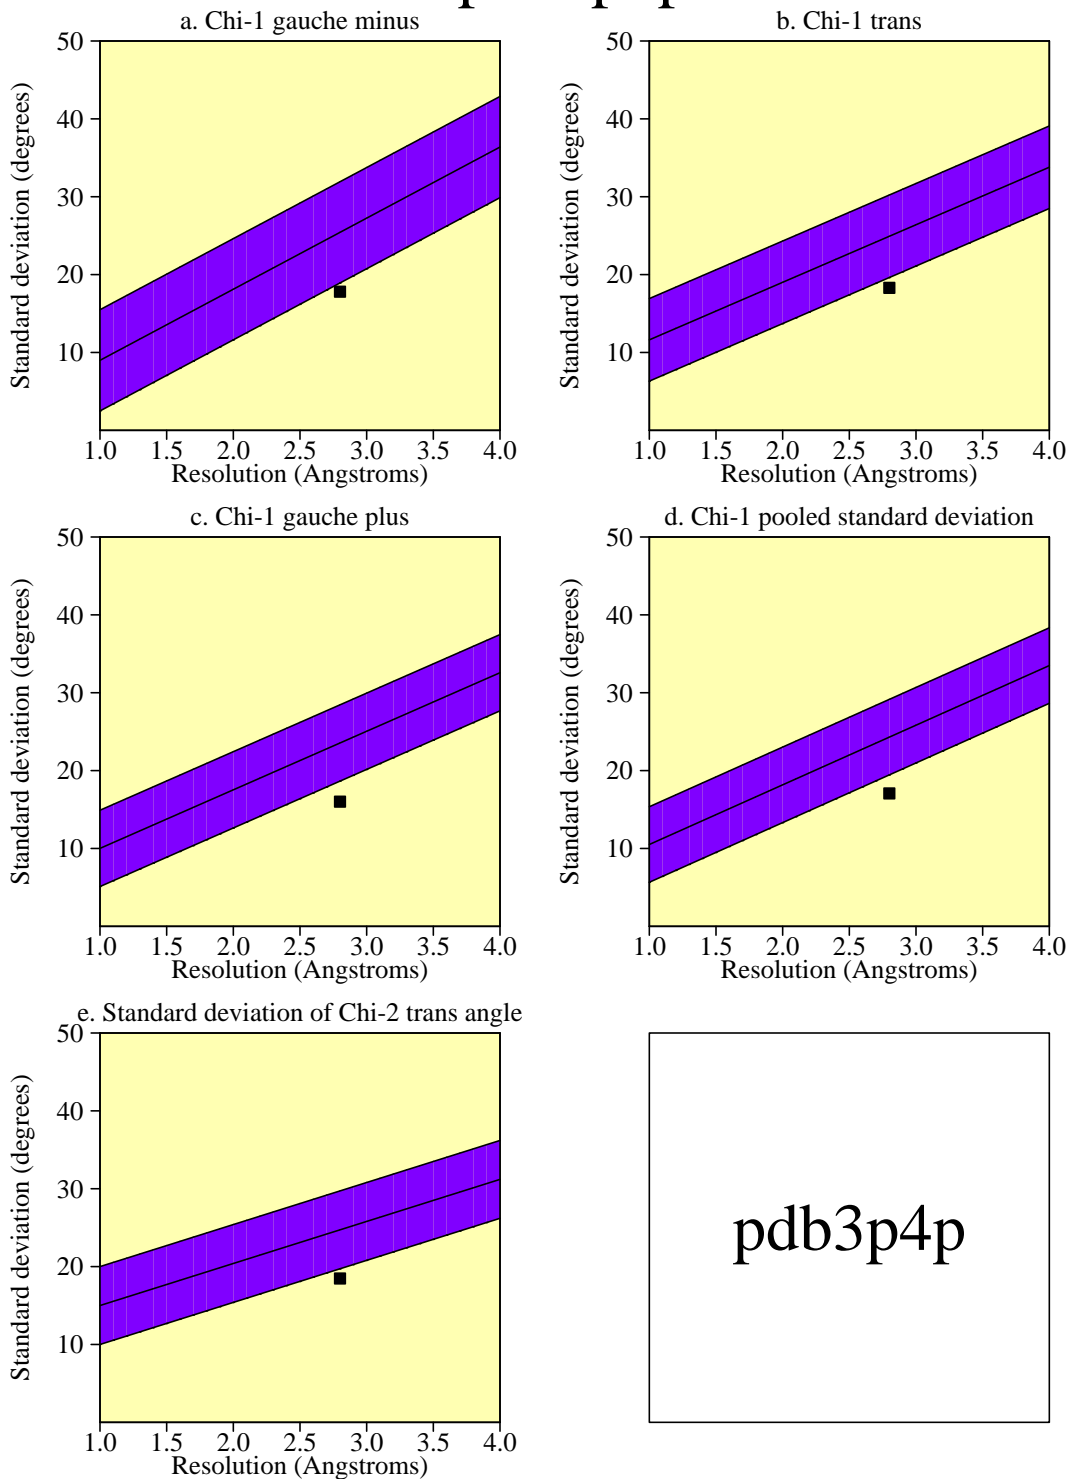 a. Chi-1 gauche minus
50
40
30
20
10
Standard deviation (degrees)
1.0 1.5 2.0 2.5 3.0 3.5 4.0
Resolution (Angstroms)
b. Chi-1 trans
50
40
30
20
10
Standard deviation (degrees)
1.0 1.5 2.0 2.5 3.0 3.5 4.0
Resolution (Angstroms)
c. Chi-1 gauche plus
50
40
30
20
10
Standard deviation (degrees)
1.0 1.5 2.0 2.5 3.0 3.5 4.0
Resolution (Angstroms)
d. Chi-1 pooled standard deviation
50
40
30
20
10
Standard deviation (degrees)
1.0 1.5 2.0 2.5 3.0 3.5 4.0
Resolution (Angstroms)
e. Standard deviation of Chi-2 trans angle
50
40
30
20
10
Standard deviation (degrees)
1.0 1.5 2.0 2.5 3.0 3.5 4.0
Resolution (Angstroms)
pdb3p4p